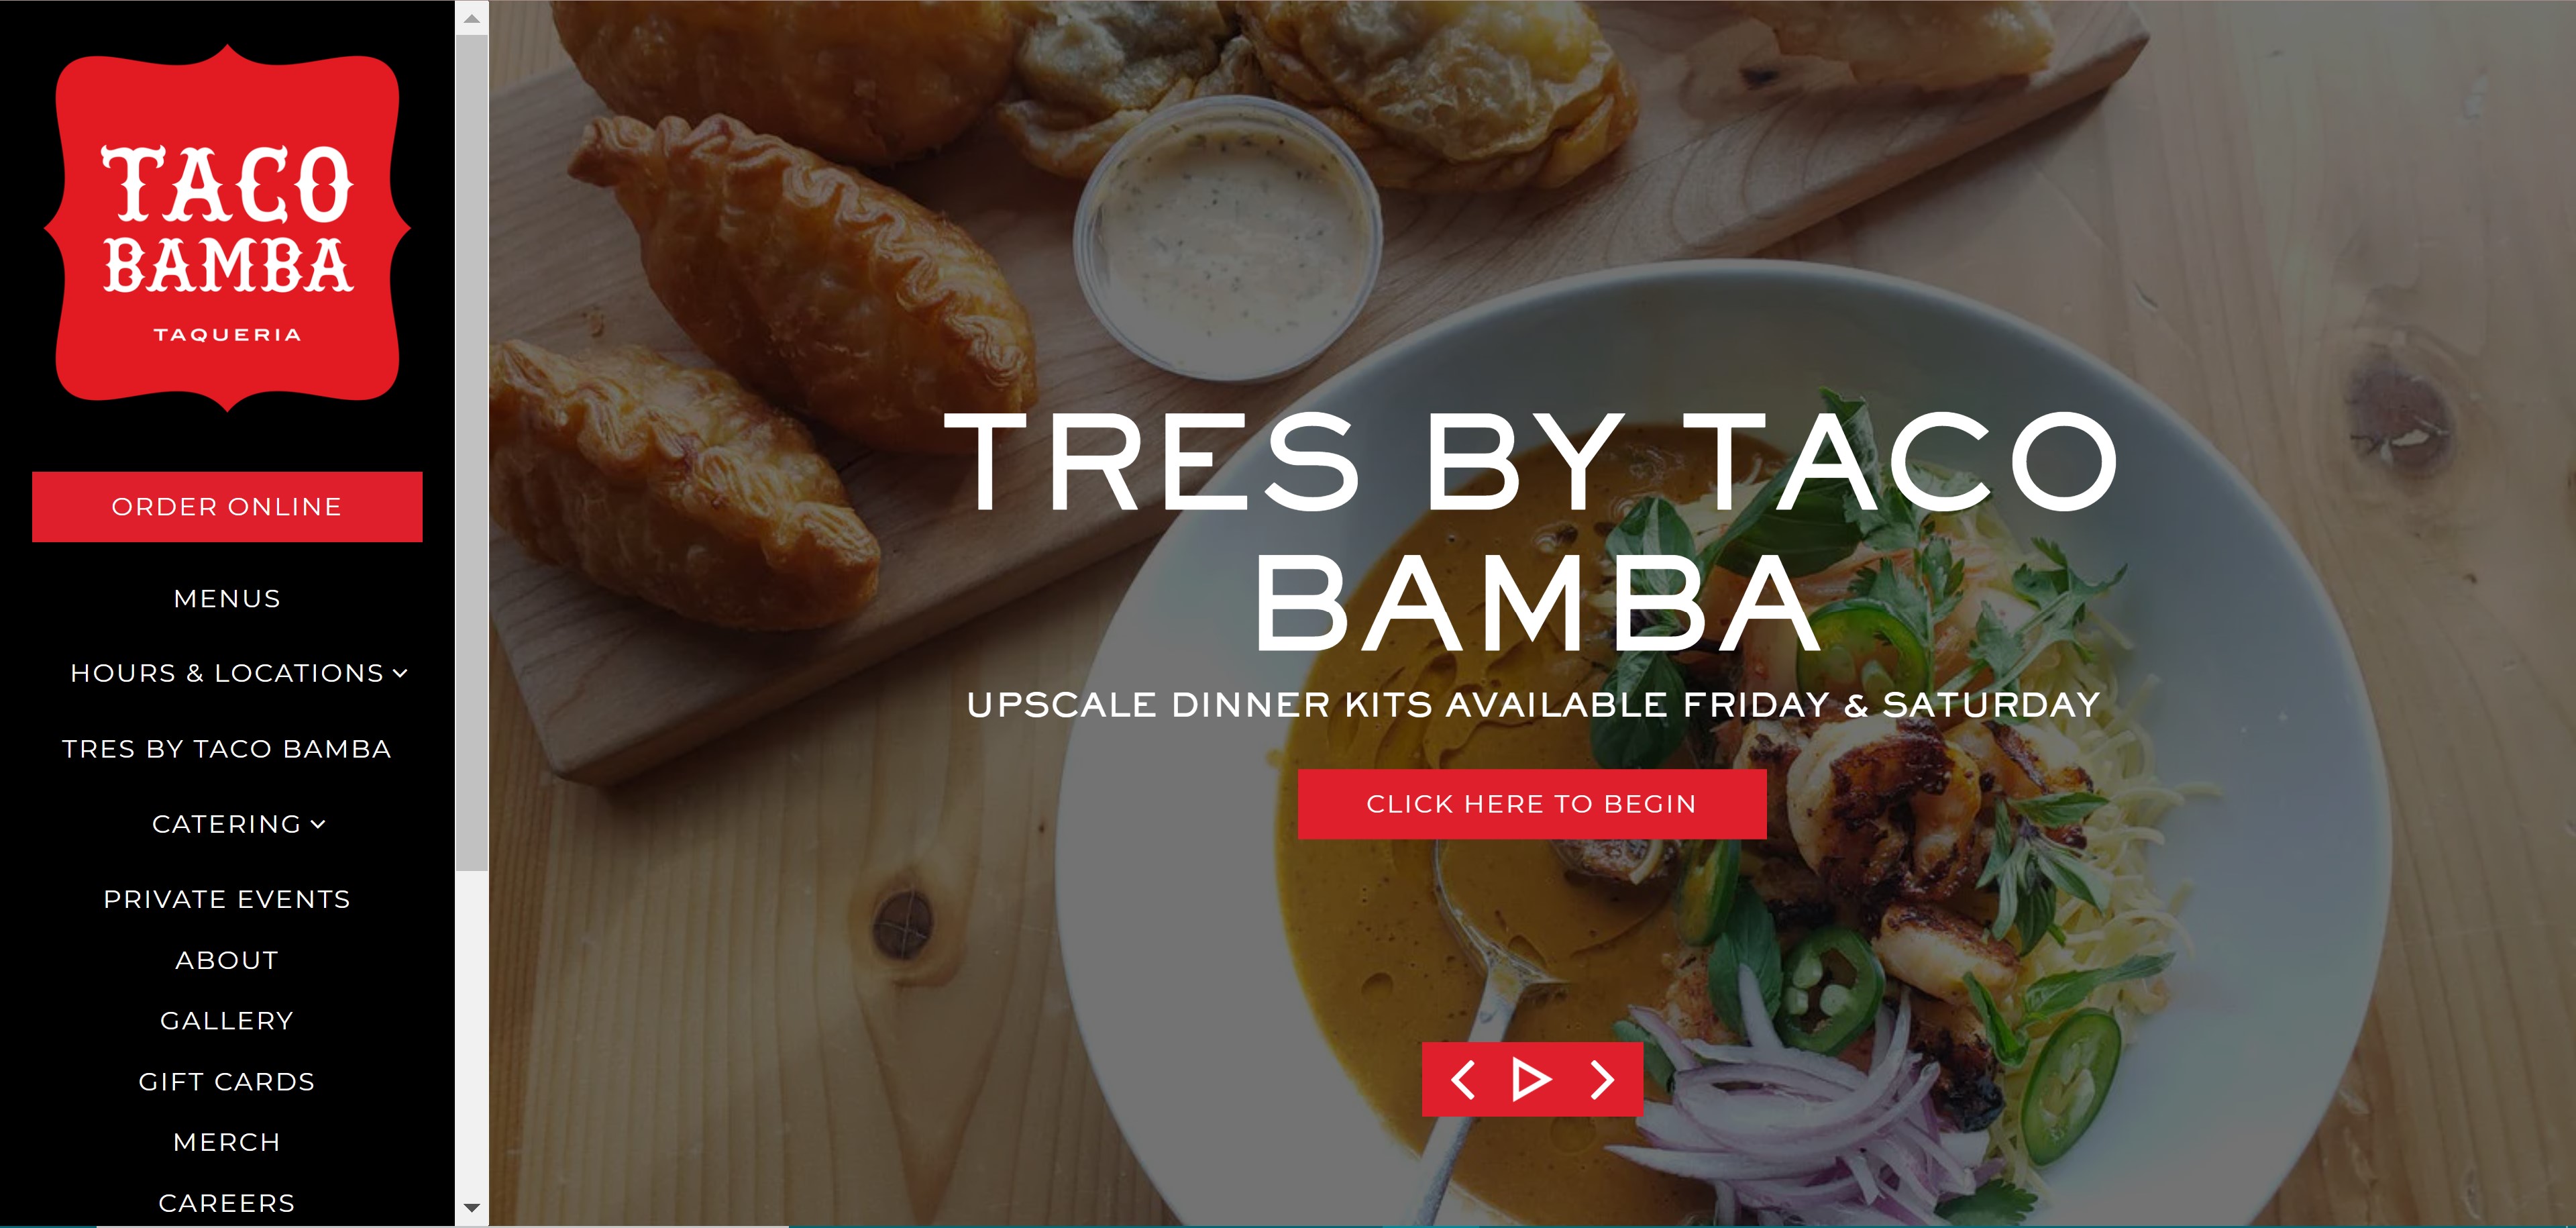 TACO
BAMBA
TAQUERIA
ORDER ONLINE
MENUS
HOURS & LOCATIONS
TRES BY TACO BAMBA
CATERING
PRIVATE EVENTS
ABOUT
GALLERY
GIFT CARDS
MERCH
CAREERS
TRES BY TACO
BAMBA
UPSCALE DINNER KITS AVAILABLE FRIDAY & SATURDAY
CLICK HERE TO BEGIN